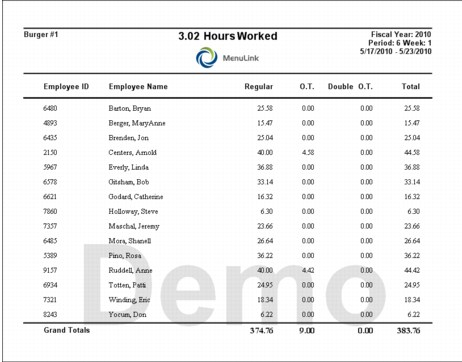 Burger #1 3.02 Hours Worked Fiscal Year: 2010
Period: 6 Week: 1
5/17/2010 - 5/23/2010
MenuLink
Employee ID Employee Name Regular O.T. Double O.T. Total
6480 Barton, Bryan 25.58 0.00 0.00 25.58
4893 Berger, MaryAnne 15.47 0.00 0.00 15.47
6435 Brenden, Jon 25.04 0.00 0.00 25.04
2150 Centers, Arnold 40.00 4.58 0.00 44.58
5967 Everly, Linda 36.88 0.00 0.00 36.88
6578 Gitsham, Bob 33.14 0.00 0.00 33.14
6621 Godard, Catherine 16.32 0.00 0.00 16.32
7860 Holloway, Steve 6.30 0.00 0.00 6.30
7357 Maschal, Jeremy 23.66 0.00 0.00 23.66
6485 Mora, Shanell 26.64 0.00 0.00 26.64
5389 Pino, Rosa 36.22 0.00 0.00 36.22
9157 Ruddell, Anne 40.00 4.42 0.00 44.42
6934 Totten, Patti 24.95 0.00 0.00 24.95
7321 Winding, Eric 18.34 0.00 0.00 18.34
8243 Yocum, Don 6.22 0.00 0.00 6.22
Grand Totals 374.76 9.00 0.00 383.76
Demo